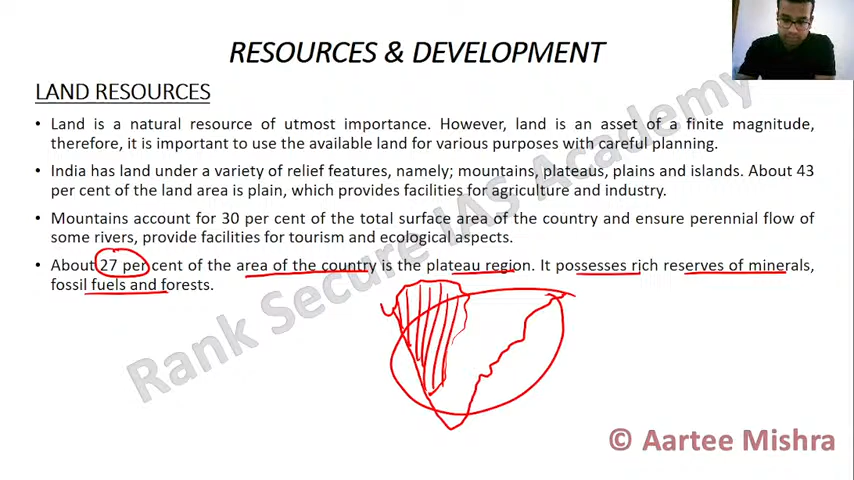 RESOURCES & DEVELOPMENT
LAND RESOURCES
• Land is a natural resource of utmost importance. However, land is an asset of a finite magnitude,
therefore, it is important to use the available land for various purposes with careful planning.
• India has land under a variety of relief features, namely; mountains, plateaus, plains and islands. About 43
per cent of the land area is plain, which provides facilities for agriculture and industry.
• Mountains account for 30 per cent of the total surface area of the country and ensure perennial flow of
some rivers, provide facilities for tourism and ecological aspects.
• About 27 per cent of the area of the country is the plateau region. It possesses rich reserves of minerals,
fossil fuels and forests.
Rank Secure IAS Academy
© Aartee Mishra